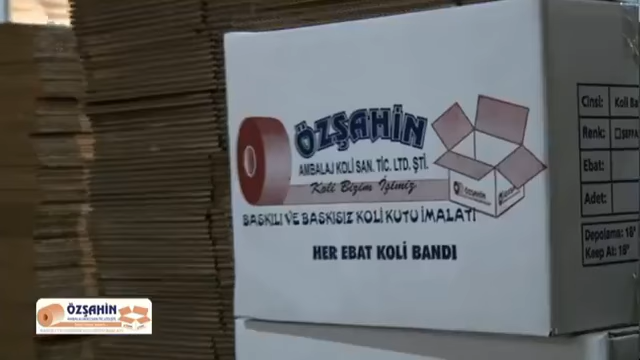 ÖZŞAHİN
AMBALAJ KOLİ SAN. TİC. LTD. ŞTİ.
Koli Bizim İşimiz
BASKILI VE BASKISIZ KOLİ KUTU İMALATI
HER EBAT KOLİ BANDI
Cinsi: Koli Ba
Renk:
Ebat:
Adet:
Depolama: 18°
Keep At: 18°
ÖZŞAHİN